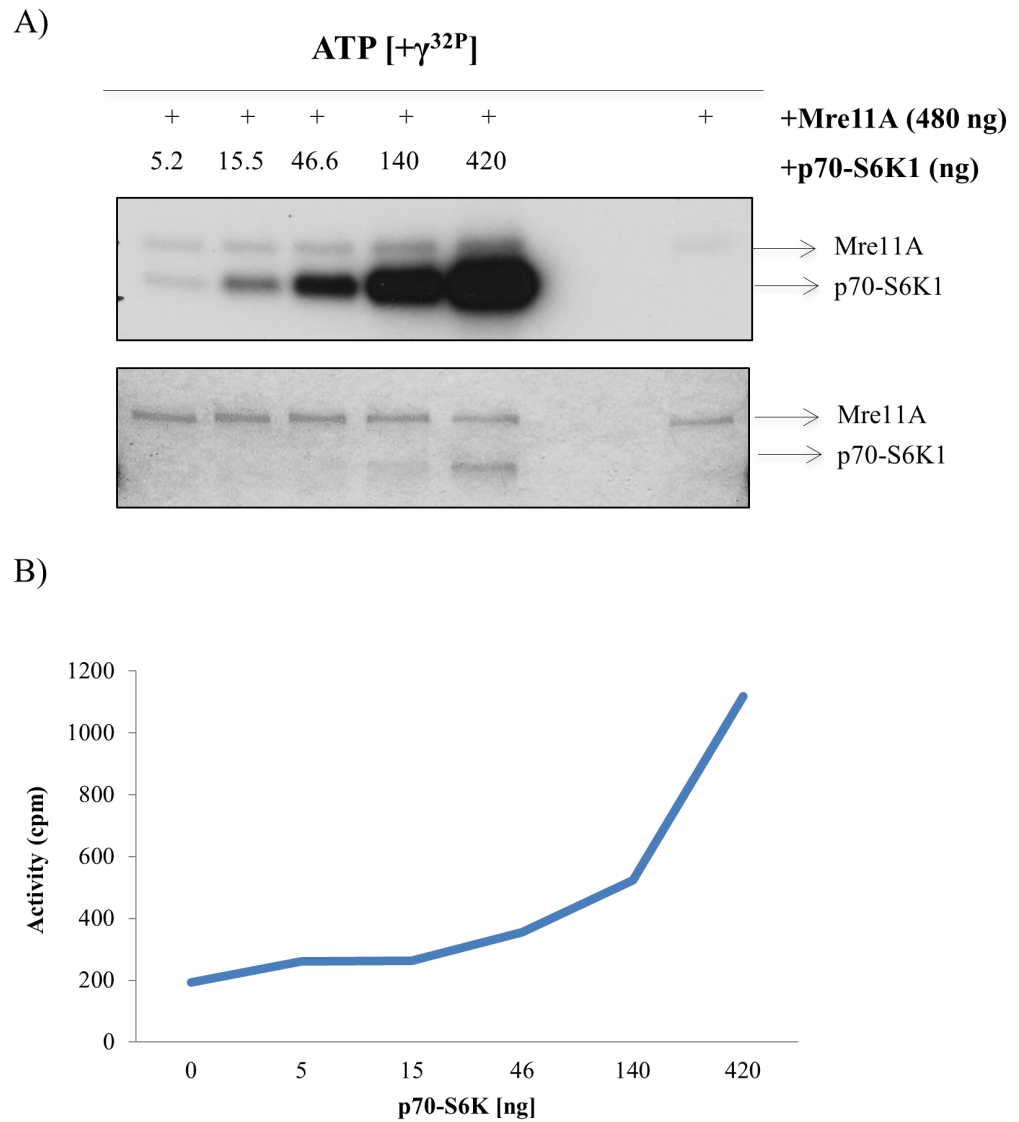 A)
ATP [+γ32P]
+ + + + + + +Mre11A (480 ng)
5.2 15.5 46.6 140 420 +p70-S6K1 (ng)
Mre11A
p70-S6K1
Mre11A
p70-S6K1
B)
1200
1000
800
600
400
200
0
Activity (cpm)
0 5 15 46 140 420
p70-S6K [ng]